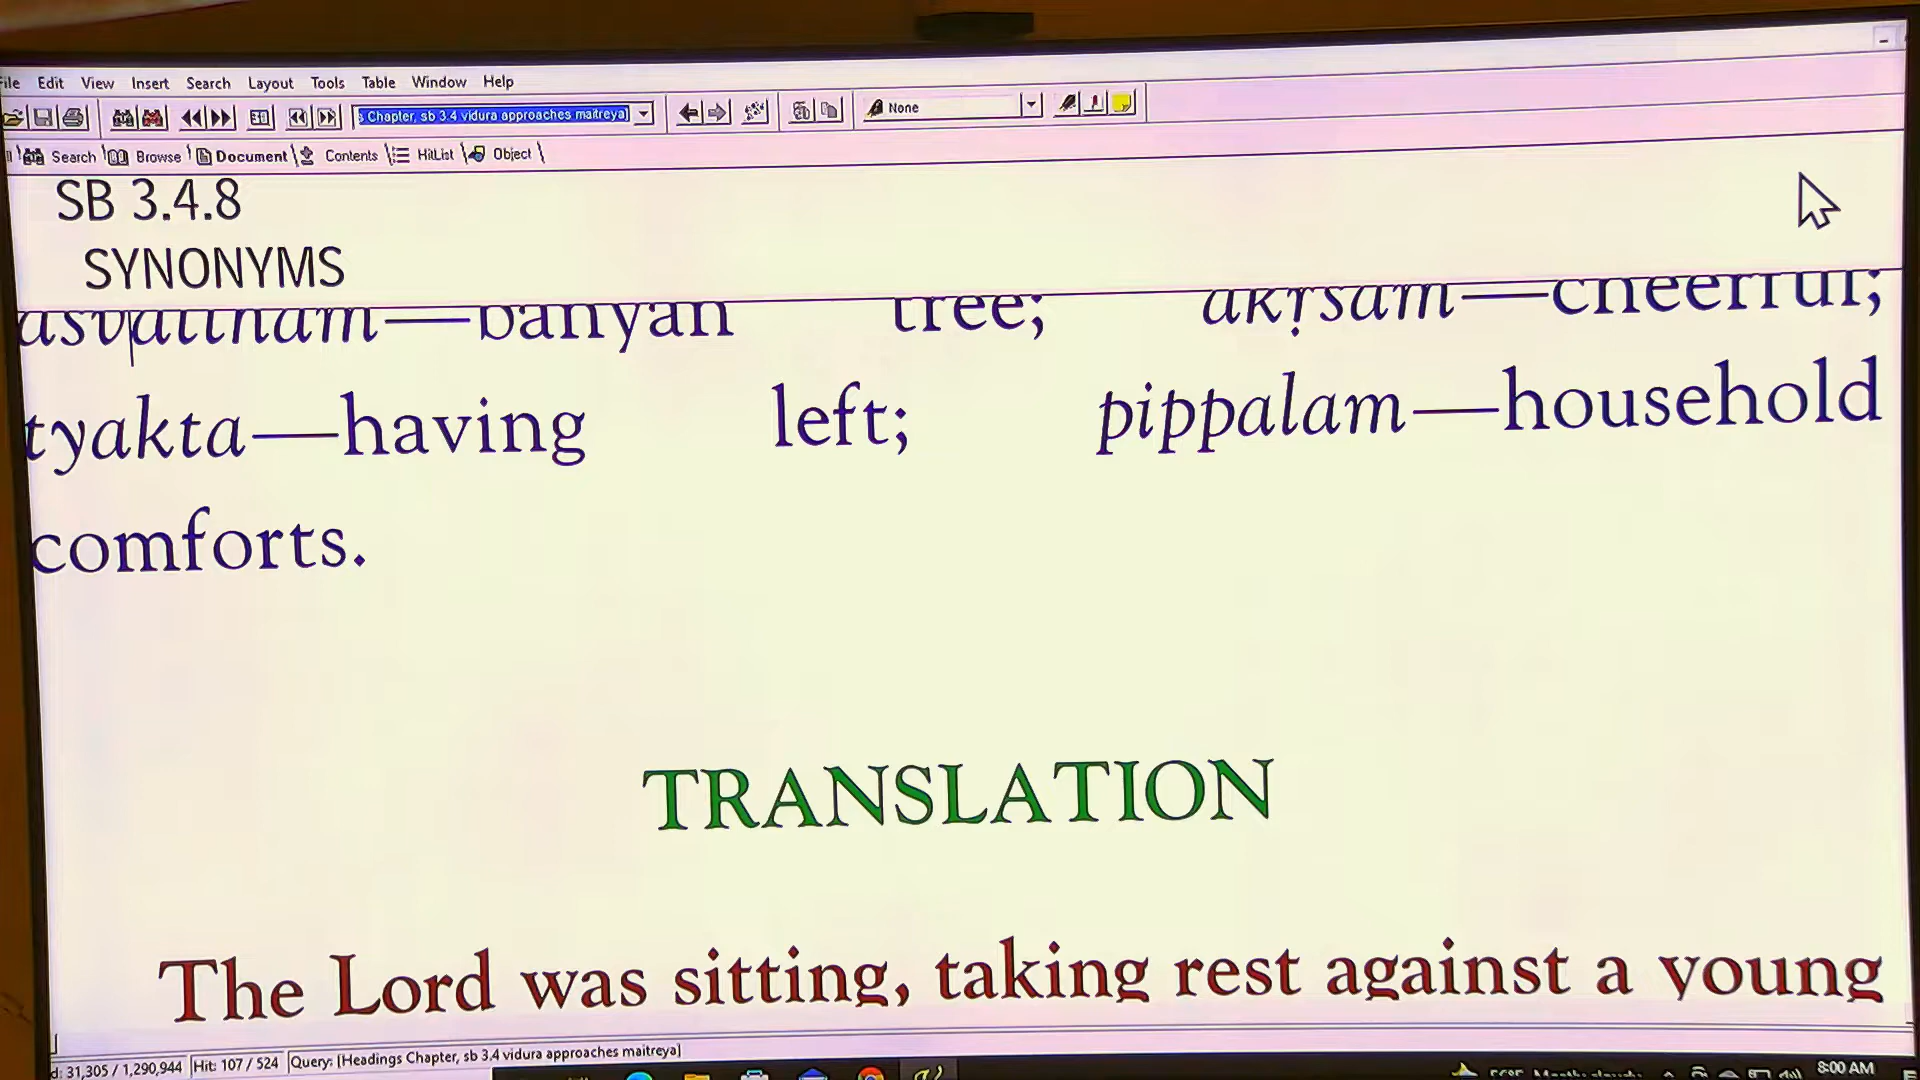 File Edit View Insert Search Layout Tools Table Window Help
s Chapter, sb 3.4 vidura approaches maitreya]
None
Search Browse Document Contents HitList Object
SB 3.4.8
SYNONYMS
aśvattham—banyan tree; akṛśam—cheerful;
tyakta—having left; pippalam—household
comforts.
TRANSLATION
The Lord was sitting, taking rest against a young
d: 31,305 / 1,290,944 Hit: 107 / 524 Query: [Headings Chapter, sb 3.4 vidura approaches maitreya]
8:00 AM